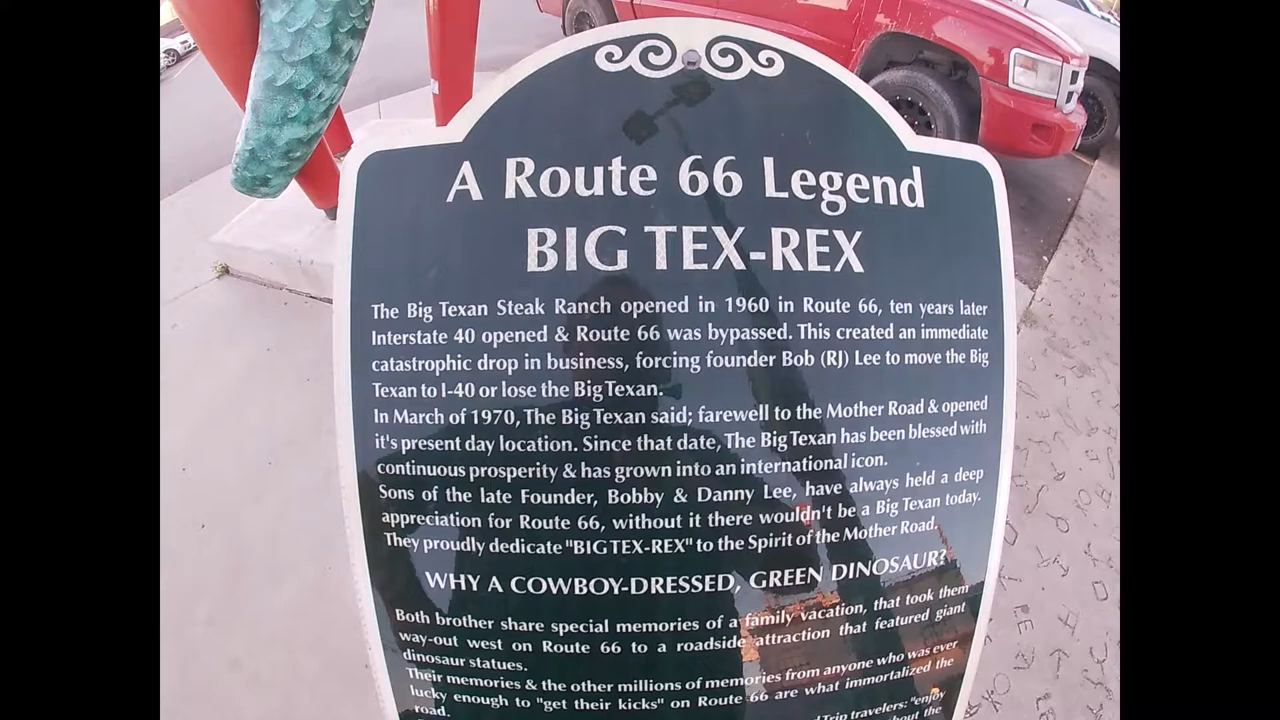 A Route 66 Legend
BIG TEX-REX
The Big Texan Steak Ranch opened in 1960 in Route 66, ten years later
Interstate 40 opened & Route 66 was bypassed. This created an immediate
catastrophic drop in business, forcing founder Bob (RJ) Lee to move the Big
Texan to I-40 or lose the Big Texan.
In March of 1970, The Big Texan said; farewell to the Mother Road & opened
it's present day location. Since that date, The Big Texan has been blessed with
continuous prosperity & has grown into an international icon.
Sons of the late Founder, Bobby & Danny Lee, have always held a deep
appreciation for Route 66, without it there wouldn't be a Big Texan today.
They proudly dedicate "BIG TEX-REX" to the Spirit of the Mother Road.
WHY A COWBOY-DRESSED, GREEN DINOSAUR?
Both brother share special memories of a family vacation, that took them
way-out west on Route 66 to a roadside attraction that featured giant
dinosaur statues.
Their memories & the other millions of memories from anyone who was ever
lucky enough to "get their kicks" on Route 66 are what immortalized the
road.
Trip travelers: "enjoy
the